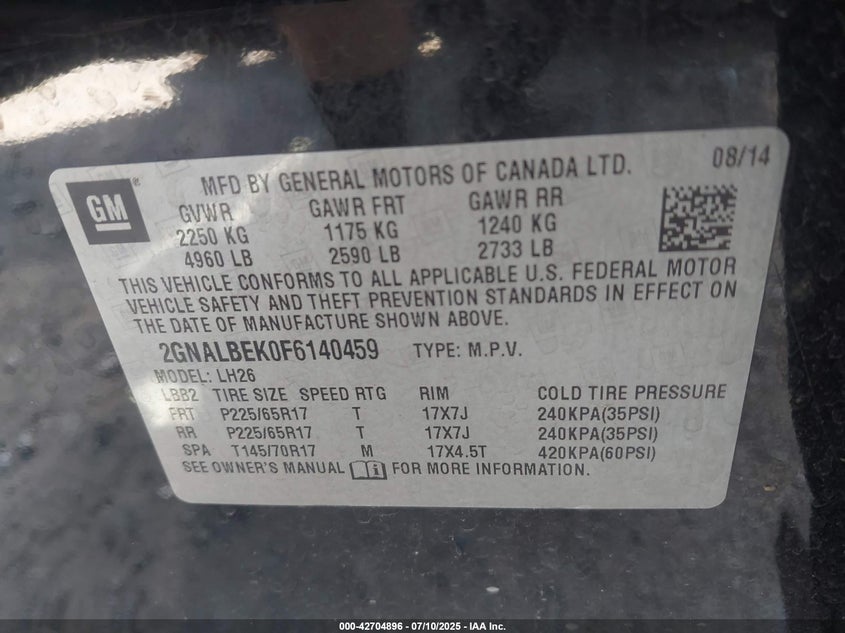 GM ®
MFD BY GENERAL MOTORS OF CANADA LTD. 08/14
GVWR GAWR FRT GAWR RR
2250 KG 1175 KG 1240 KG
4960 LB 2590 LB 2733 LB
THIS VEHICLE CONFORMS TO ALL APPLICABLE U.S. FEDERAL MOTOR
VEHICLE SAFETY AND THEFT PREVENTION STANDARDS IN EFFECT ON
THE DATE OF MANUFACTURE SHOWN ABOVE.
2GNALBEK0F6140459 TYPE: M.P.V.
MODEL: LH26
LBB2 TIRE SIZE SPEED RTG RIM COLD TIRE PRESSURE
FRT P225/65R17 T 17X7J 240KPA(35PSI)
RR P225/65R17 T 17X7J 240KPA(35PSI)
SPA T145/70R17 M 17X4.5T 420KPA(60PSI)
SEE OWNER'S MANUAL FOR MORE INFORMATION.
000-42704896 - 07/10/2025 - IAA Inc.